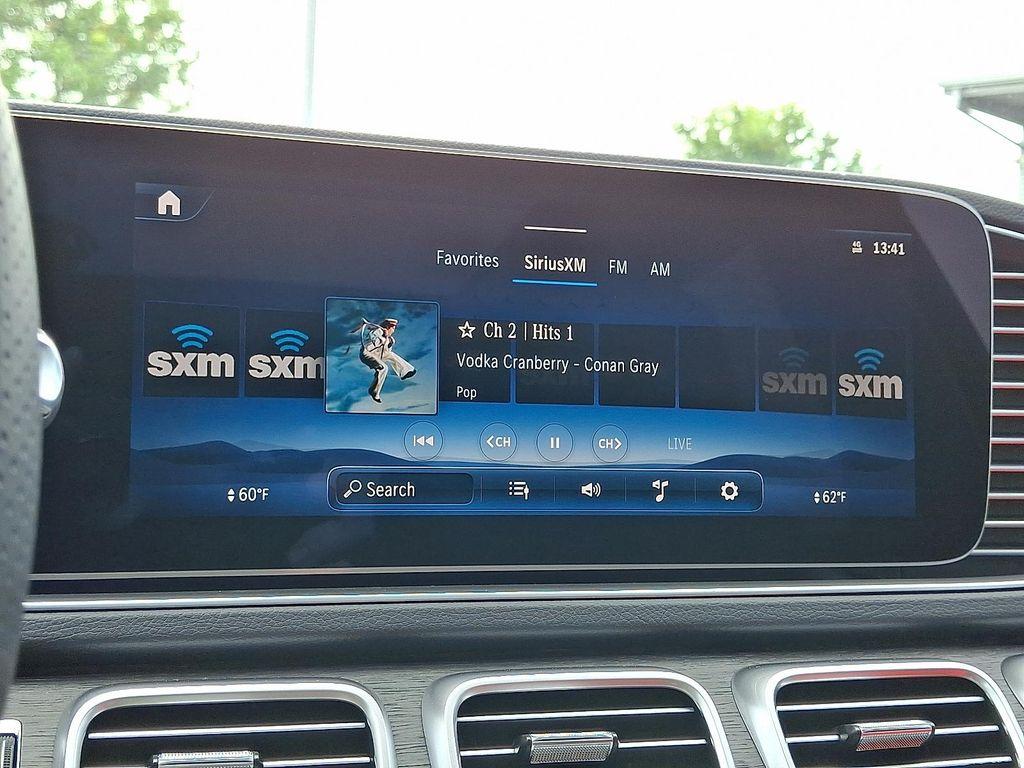 4G 13:41
Favorites SiriusXM FM AM
sxm sxm sxm sxm
Ch 2 | Hits 1
Vodka Cranberry - Conan Gray
Pop
CH CH LIVE
60°F Search 62°F